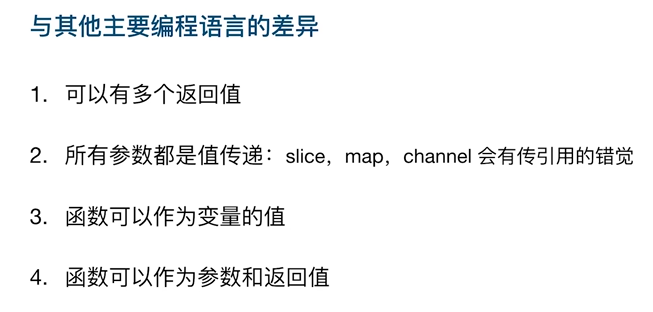 与其他主要编程语言的差异
1. 可以有多个返回值
2. 所有参数都是值传递：slice，map，channel 会有传引用的错觉
3. 函数可以作为变量的值
4. 函数可以作为参数和返回值